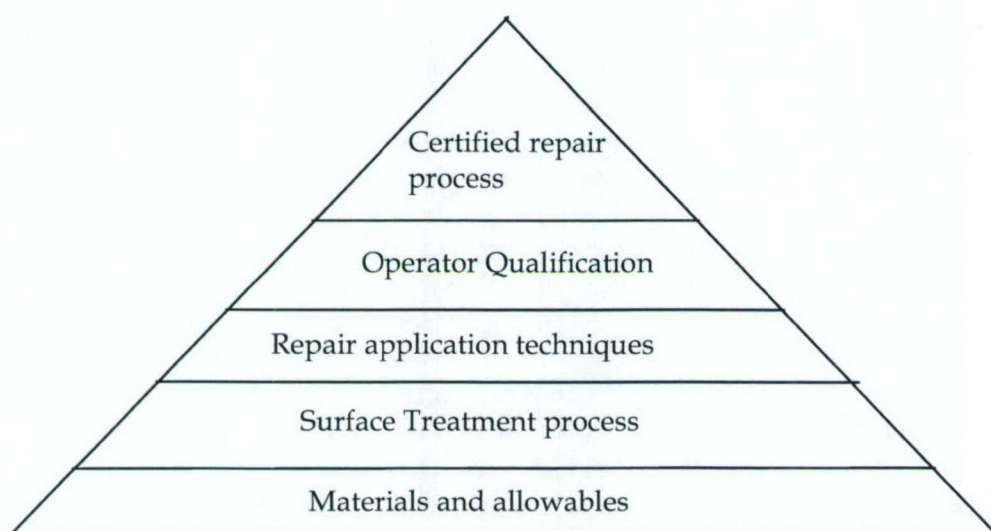 Certified repair
process
Operator Qualification
Repair application techniques
Surface Treatment process
Materials and allowables